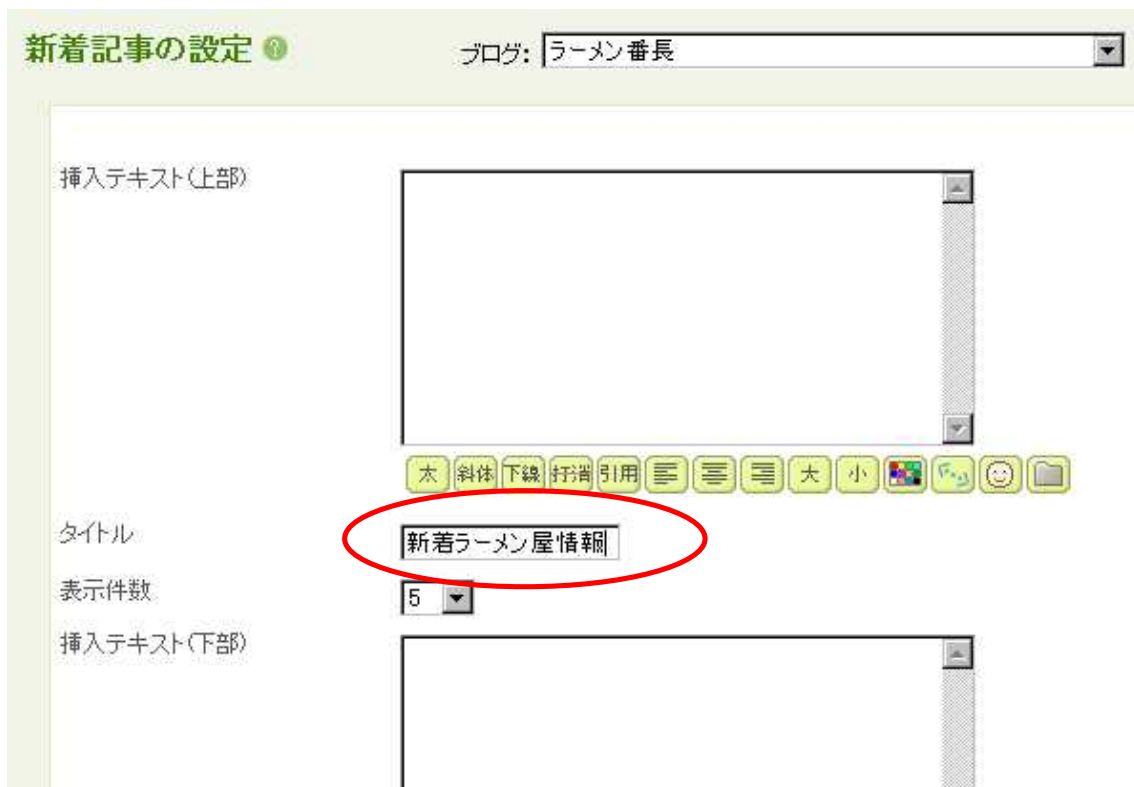 新着記事の設定 ?
ブログ: ラーメン番長
挿入テキスト(上部)
太 斜体 下線 打消 引用 大 小
タイトル
新着ラーメン屋情報
表示件数
5
挿入テキスト(下部)